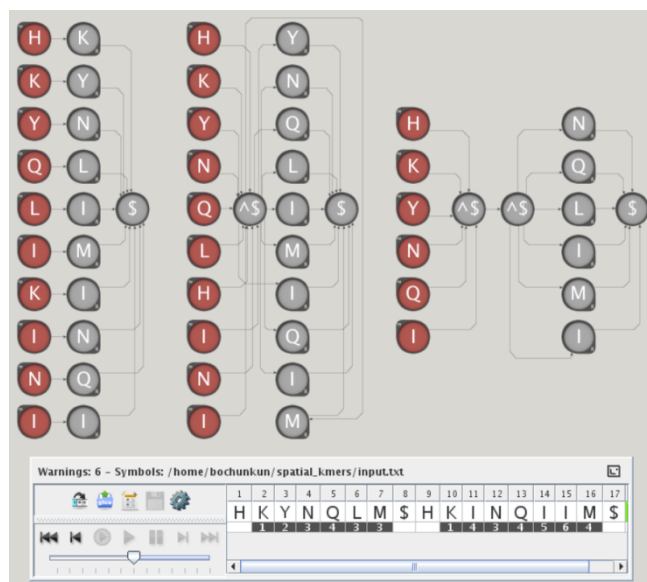 H K H Y
K Y K N
Y N Y Q H N
Q L N L K Q
L I $ Q ^$ I $ Y ^$ ^$ L $
I M L M N I
K I H I Q M
I N I Q I I
N Q N I
I I I M
Warnings: 6 - Symbols: /home/bochunkun/spatial_kmers/input.txt
1 2 3 4 5 6 7 8 9 10 11 12 13 14 15 16 17
H K Y N Q L M $ H K I N Q I I M $
1 2 3 4 3 3 1 4 3 4 5 6 4